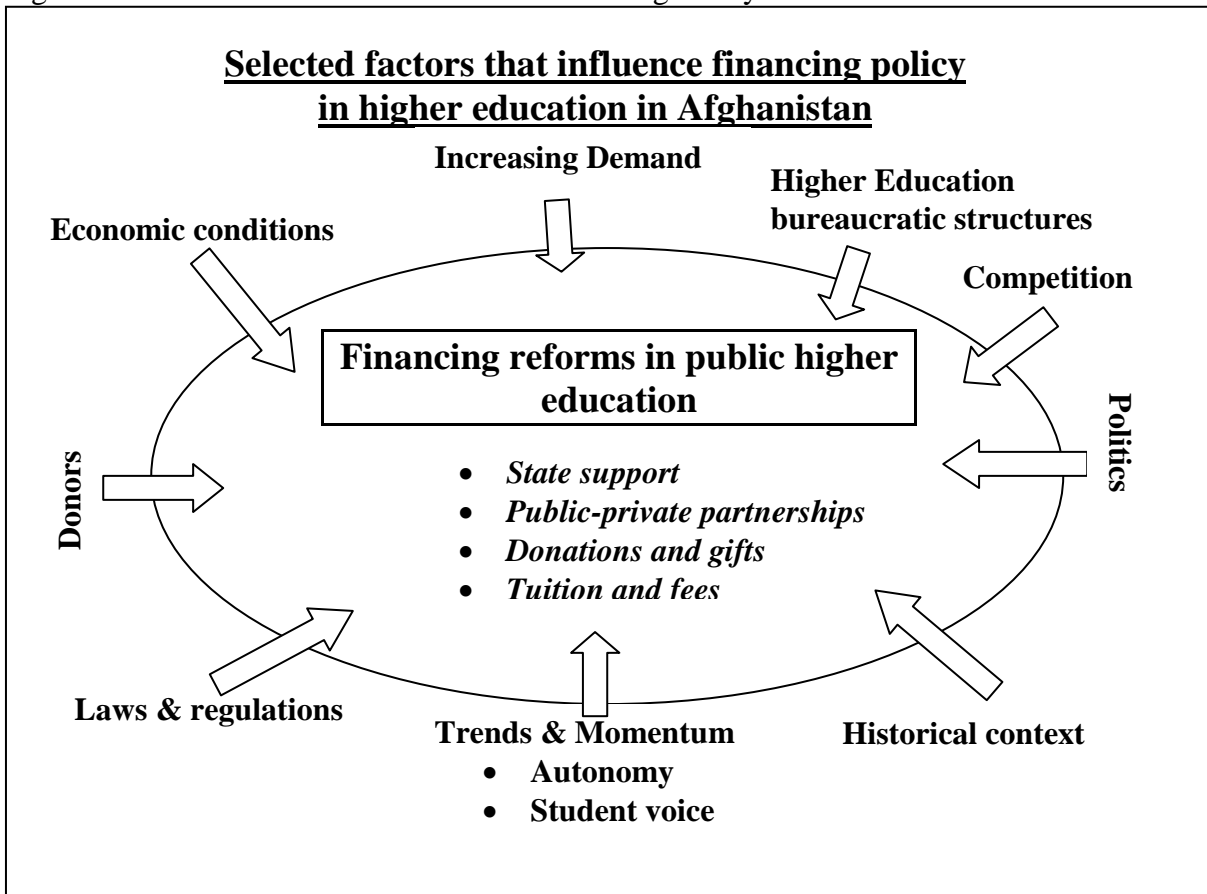 Selected factors that influence financing policy
in higher education in Afghanistan
Increasing Demand
Higher Education
bureaucratic structures
Economic conditions
Competition
Financing reforms in public higher
education
Politics
Donors
• State support
• Public-private partnerships
• Donations and gifts
• Tuition and fees
Laws & regulations
Trends & Momentum
• Autonomy
• Student voice
Historical context